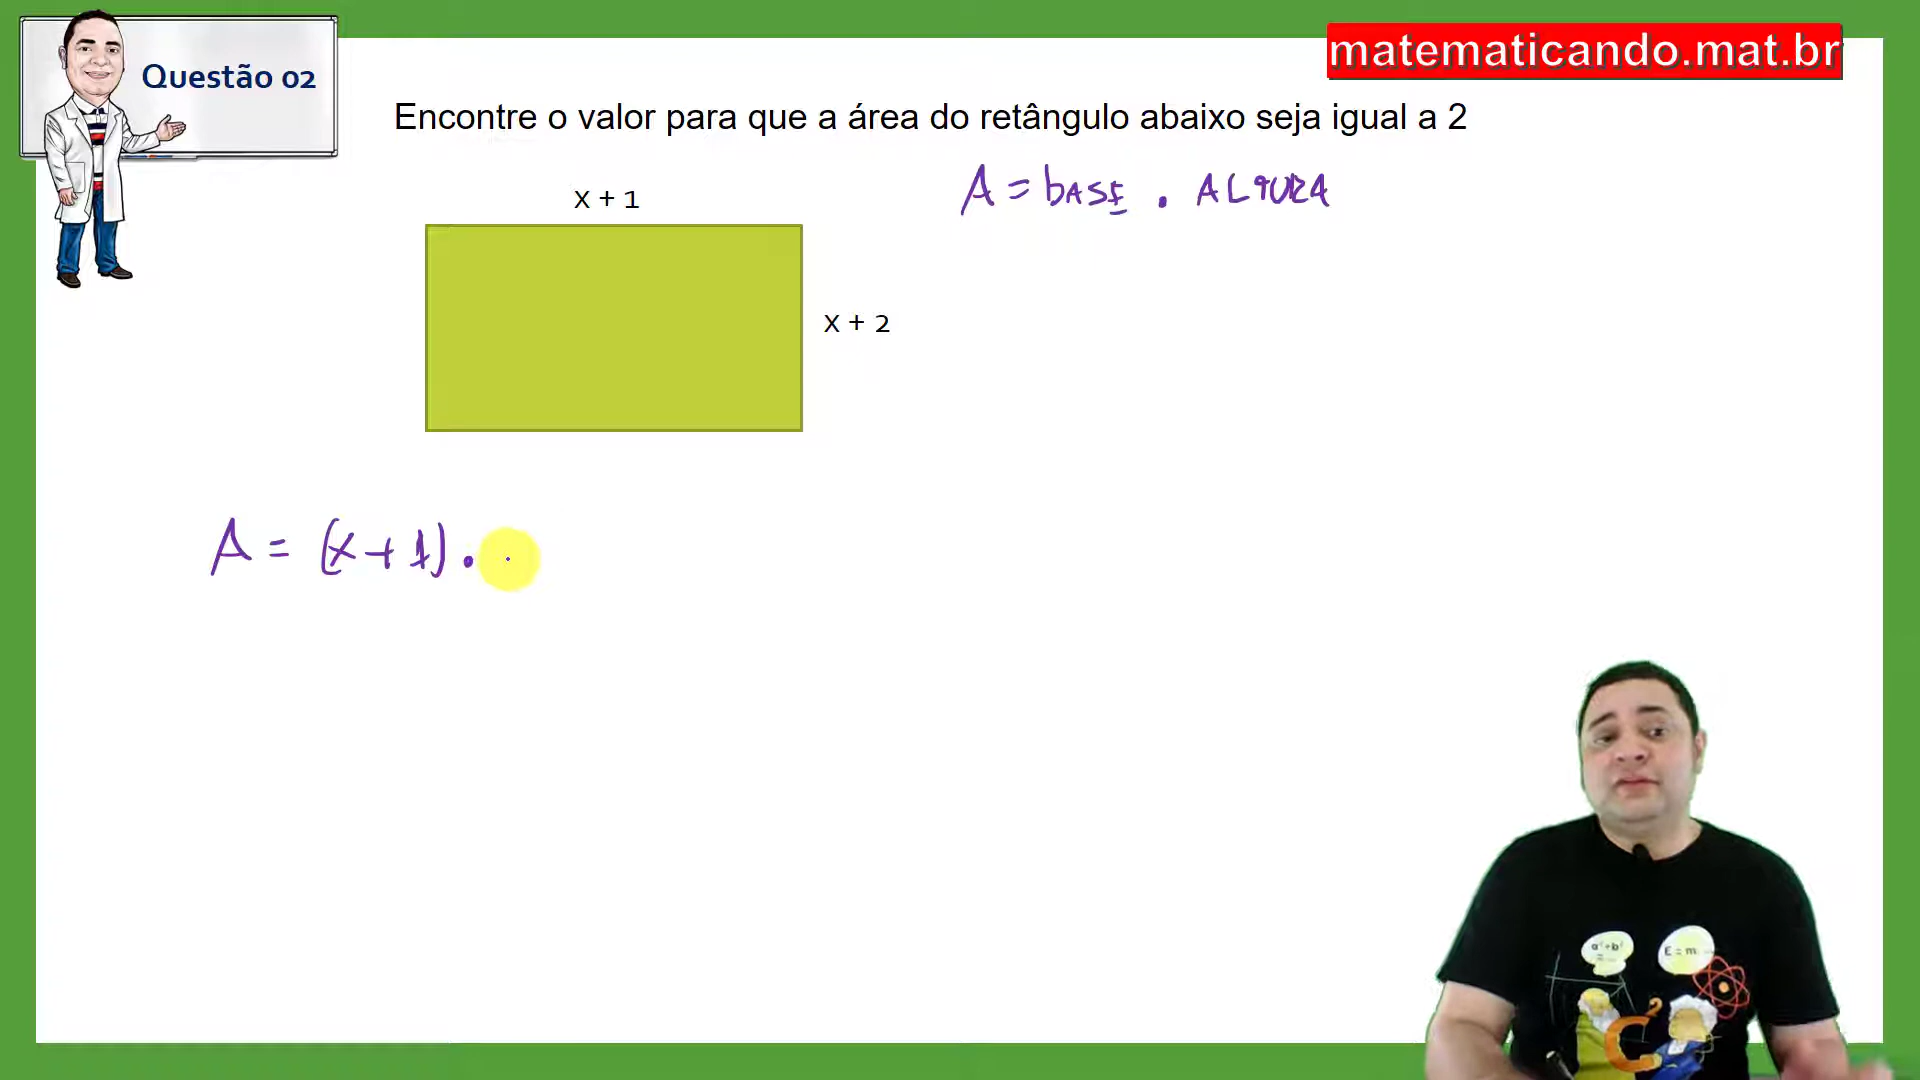 Questão 02
matematicando.mat.br
Encontre o valor para que a área do retângulo abaixo seja igual a 2
x + 1
A = bASE . ALTURA
x + 2
A = (x + 1) .
E = m